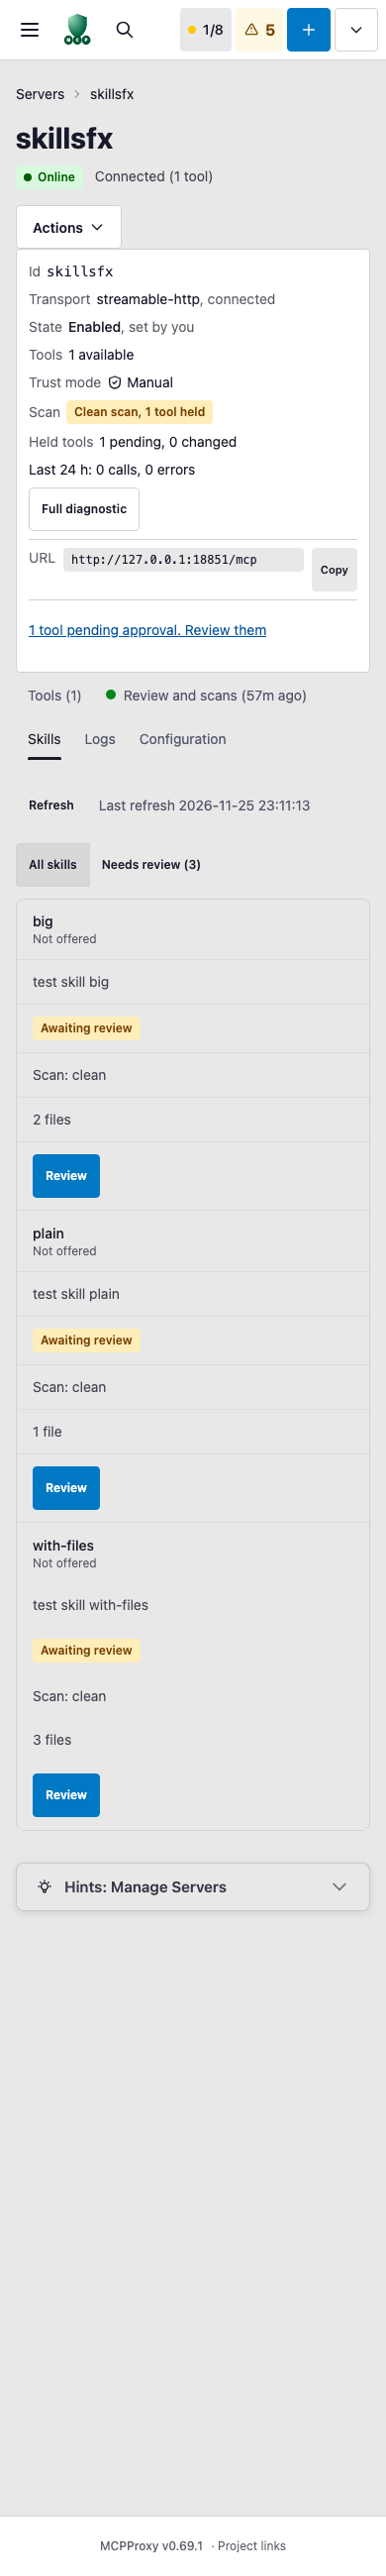 1/8
5
Servers > skillsfx
skillsfx
Online Connected (1 tool)
Actions
Id skillsfx
Transport streamable-http, connected
State Enabled, set by you
Tools 1 available
Trust mode Manual
Scan Clean scan, 1 tool held
Held tools 1 pending, 0 changed
Last 24 h: 0 calls, 0 errors
Full diagnostic
URL http://127.0.0.1:18851/mcp Copy
1 tool pending approval. Review them
Tools (1) Review and scans (57m ago)
Skills Logs Configuration
Refresh Last refresh 2026-11-25 23:11:13
All skills Needs review (3)
big
Not offered
test skill big
Awaiting review
Scan: clean
2 files
Review
plain
Not offered
test skill plain
Awaiting review
Scan: clean
1 file
Review
with-files
Not offered
test skill with-files
Awaiting review
Scan: clean
3 files
Review
Hints: Manage Servers
MCPProxy v0.69.1 · Project links